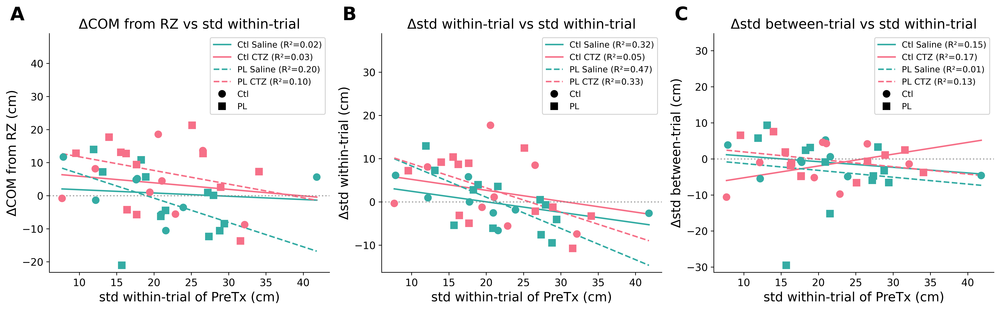 A
ΔCOM from RZ vs std within-trial
ΔCOM from RZ (cm)
40
30
20
10
0
−10
−20
Ctl Saline (R²=0.02)
Ctl CTZ (R²=0.03)
PL Saline (R²=0.20)
PL CTZ (R²=0.10)
Ctl
PL
10 15 20 25 30 35 40
std within-trial of PreTx (cm)
B
Δstd within-trial vs std within-trial
Δstd within-trial (cm)
30
20
10
0
−10
Ctl Saline (R²=0.32)
Ctl CTZ (R²=0.05)
PL Saline (R²=0.47)
PL CTZ (R²=0.33)
Ctl
PL
10 15 20 25 30 35 40
std within-trial of PreTx (cm)
C
Δstd between-trial vs std within-trial
Δstd between-trial (cm)
30
20
10
0
−10
−20
−30
Ctl Saline (R²=0.15)
Ctl CTZ (R²=0.17)
PL Saline (R²=0.01)
PL CTZ (R²=0.13)
Ctl
PL
10 15 20 25 30 35 40
std within-trial of PreTx (cm)